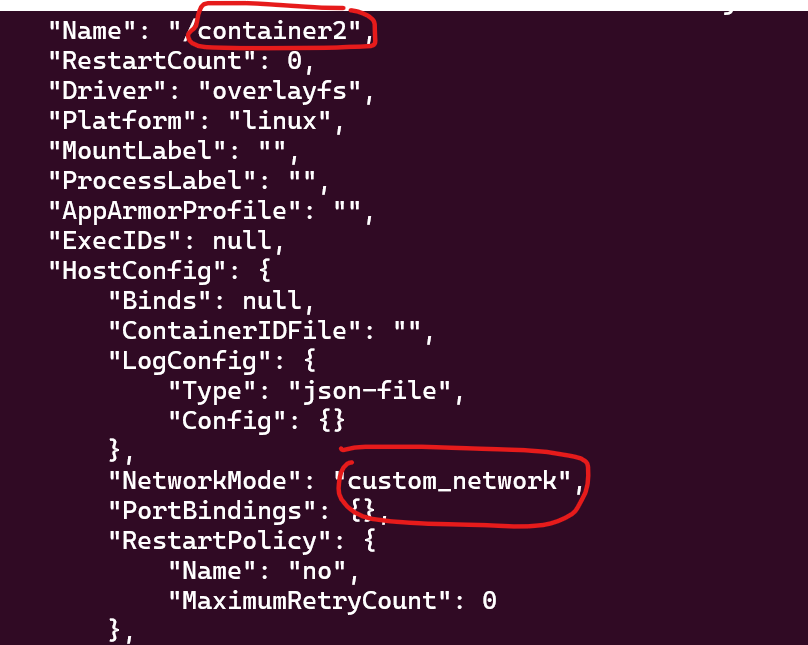 "Name": "/container2",
"RestartCount": 0,
"Driver": "overlayfs",
"Platform": "linux",
"MountLabel": "",
"ProcessLabel": "",
"AppArmorProfile": "",
"ExecIDs": null,
"HostConfig": {
"Binds": null,
"ContainerIDFile": "",
"LogConfig": {
"Type": "json-file",
"Config": {}
},
"NetworkMode": "custom_network",
"PortBindings": {},
"RestartPolicy": {
"Name": "no",
"MaximumRetryCount": 0
},